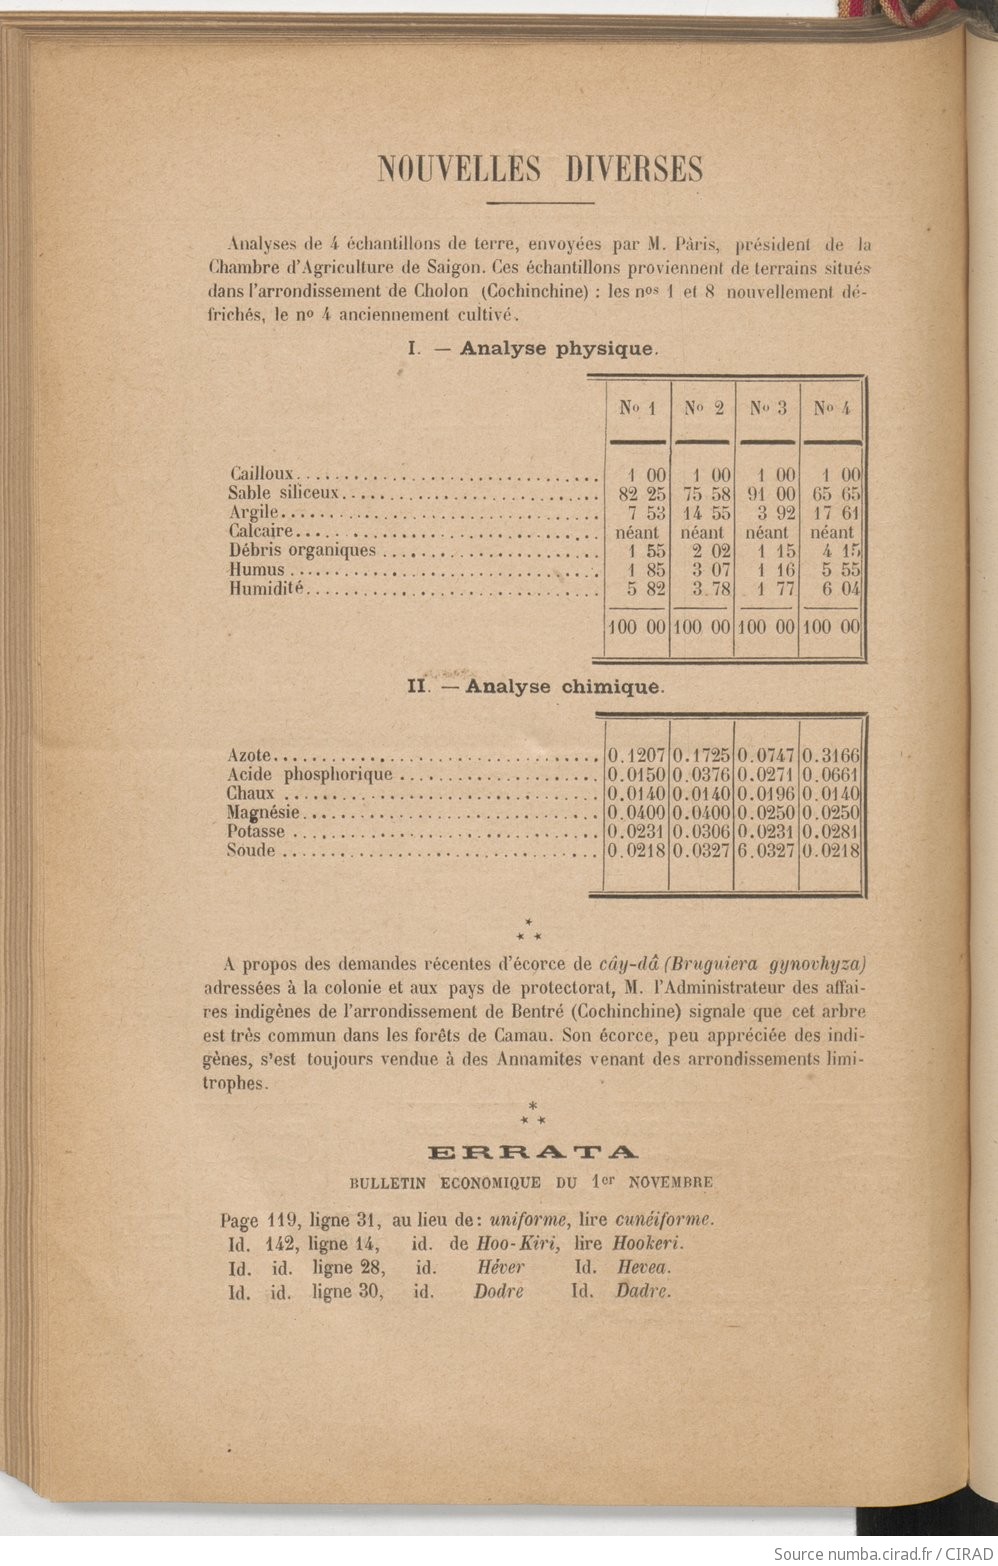 NOUVELLES DIVERSES
Analyses de 4 échantillons de terre, envoyées par M. Pâris, président de la
Chambre d'Agriculture de Saigon. Ces échantillons proviennent de terrains situés
dans l'arrondissement de Cholon (Cochinchine) : les nos 1 et 8 nouvellement dé-
frichés, le no 4 anciennement cultivé.
I. — Analyse physique.
No 1 No 2 No 3 No 4
Cailloux................................ 1 00 1 00 1 00 1 00
Sable siliceux........................... 82 25 75 58 91 00 65 65
Argile.................................. 7 53 14 55 3 92 17 61
Calcaire................................ néant néant néant néant
Débris organiques ....................... 1 55 2 02 1 15 4 15
Humus ................................. 1 85 3 07 1 16 5 55
Humidité............................... 5 82 3.78 1 77 6 04
100 00 100 00 100 00 100 00
II. — Analyse chimique.
Azote................................... 0.1207 0.1725 0.0747 0.3166
Acide phosphorique ..................... 0.0150 0.0376 0.0271 0.0661
Chaux ................................. 0.0140 0.0140 0.0196 0.0140
Magnésie............................... 0.0400 0.0400 0.0250 0.0250
Potasse ................................ 0.0231 0.0306 0.0231 0.0281
Soude ................................. 0.0218 0.0327 6.0327 0.0218
*
* *
A propos des demandes récentes d'écorce de cây-dâ (Bruguiera gynovhyza)
adressées à la colonie et aux pays de protectorat, M. l'Administrateur des affai-
res indigènes de l'arrondissement de Bentré (Cochinchine) signale que cet arbre
est très commun dans les forêts de Camau. Son écorce, peu appréciée des indi-
gènes, s'est toujours vendue à des Annamites venant des arrondissements limi-
trophes.
*
* *
ERRATA
BULLETIN ECONOMIQUE DU 1er NOVEMBRE
Page 119, ligne 31, au lieu de: uniforme, lire cunéiforme.
Id. 142, ligne 14, id. de Hoo-Kiri, lire Hookeri.
Id. id. ligne 28, id. Héver Id. Hevea.
Id. id. ligne 30, id. Dodre Id. Dadre.
Source numba.cirad.fr / CIRAD